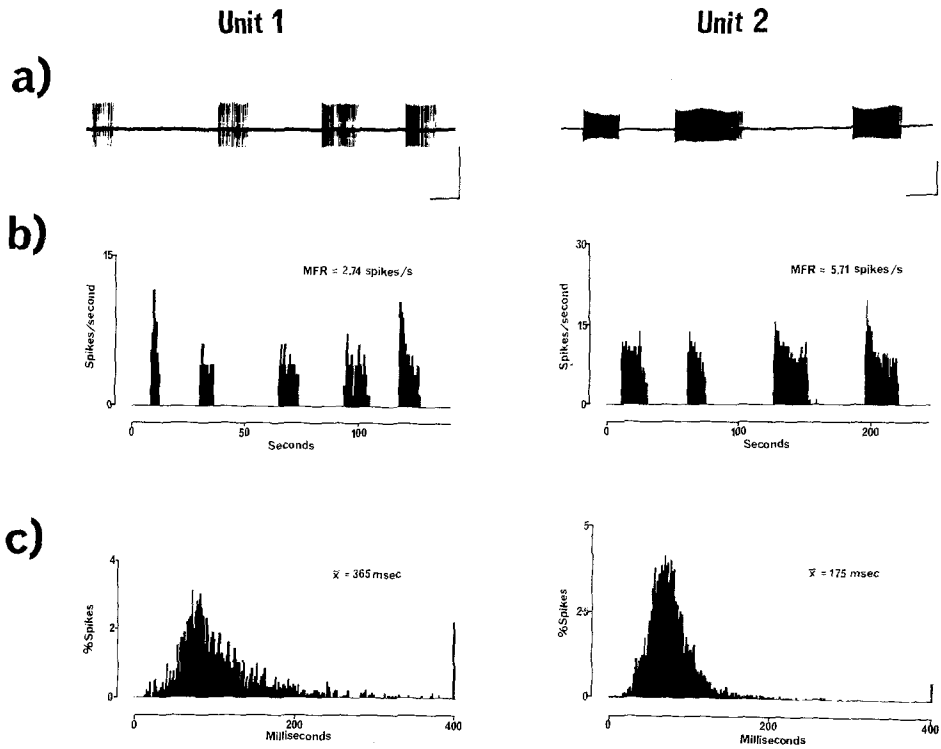 Unit 1
Unit 2
a)
b)
15
0
Spikes/second
MFR = 2.74 spikes/s
0
50
100
Seconds
30
15
0
Spikes/second
MFR = 5.71 spikes/s
0
100
200
Seconds
c)
4
2
0
%Spikes
x̄ = 365 msec
0
200
400
Milliseconds
5
25
0
%Spikes
x̄ = 175 msec
0
200
400
Milliseconds